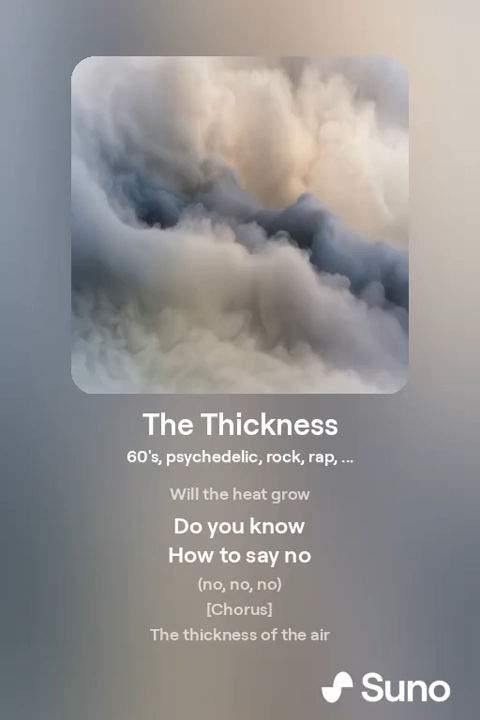 The Thickness
60's, psychedelic, rock, rap, ...
Will the heat grow
Do you know
How to say no
(no, no, no)
[Chorus]
The thickness of the air
Suno